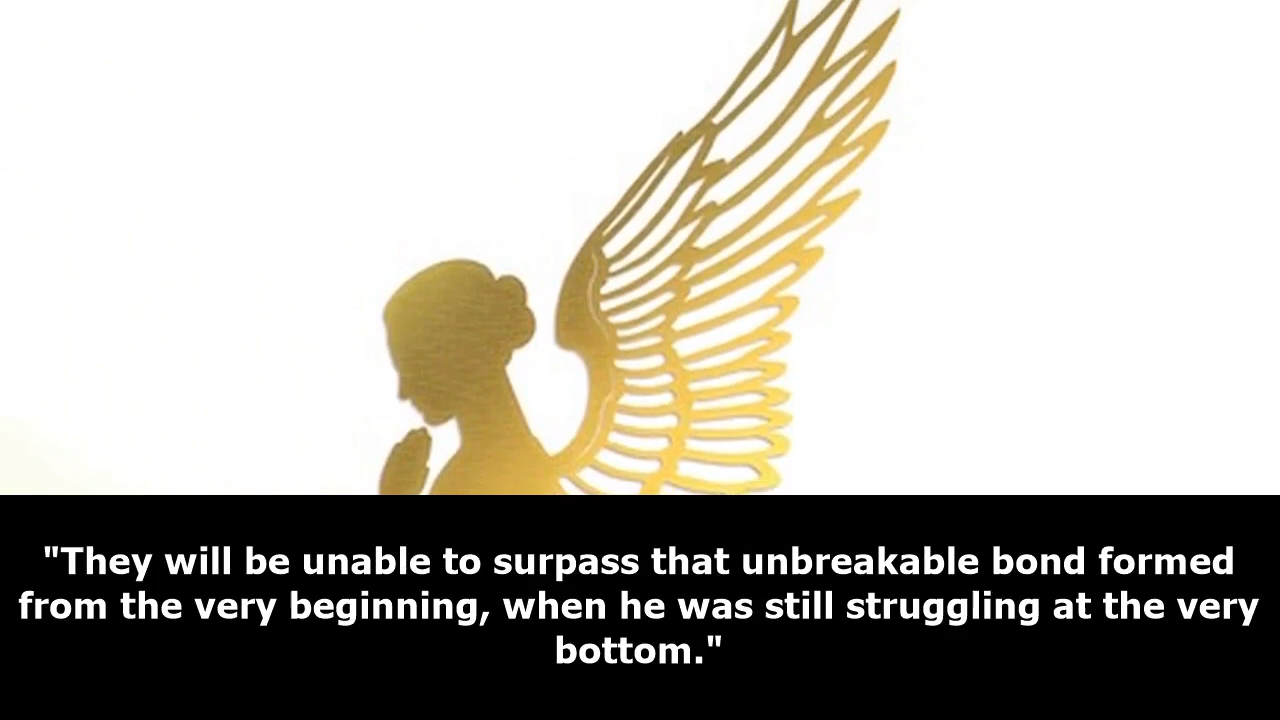 "They will be unable to surpass that unbreakable bond formed
from the very beginning, when he was still struggling at the very
bottom."